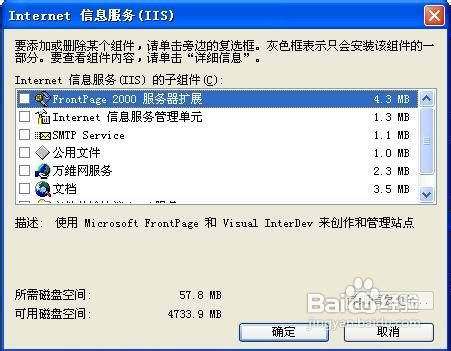 Internet 信息服务(IIS)
要添加或删除某个组件，请单击旁边的复选框。灰色框表示只会安装该组件的一
部分。要查看组件内容，请单击“详细信息”。
Internet 信息服务(IIS) 的子组件(C):
FrontPage 2000 服务器扩展 4.3 MB
Internet 信息服务管理单元 1.3 MB
SMTP Service 1.1 MB
公用文件 1.0 MB
万维网服务 2.3 MB
文档 3.5 MB
描述: 使用 Microsoft FrontPage 和 Visual InterDev 来创作和管理站点
所需磁盘空间: 57.8 MB
可用磁盘空间: 4733.9 MB
Baidu 经验
jingyan.baidu.com
确定 取消